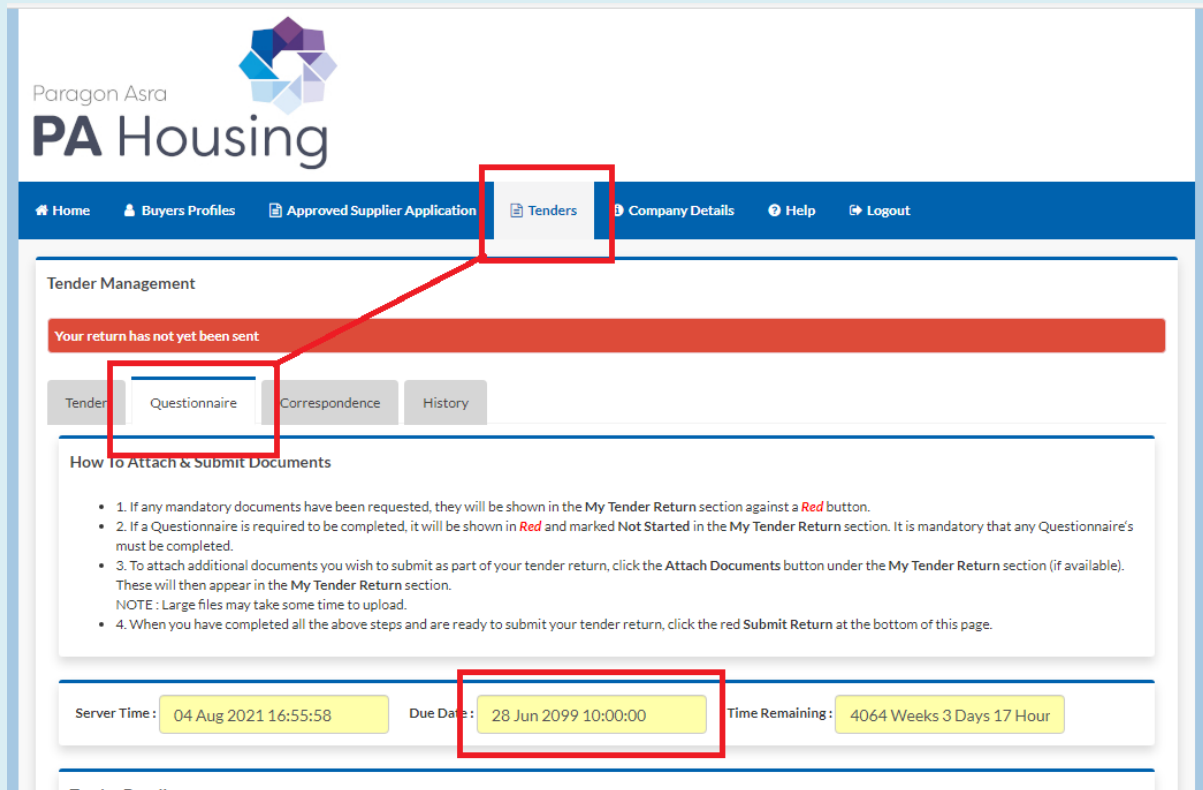 Paragon Asra
PA Housing
Home Buyers Profiles Approved Supplier Application Tenders Company Details Help Logout
Tender Management
Your return has not yet been sent
Tender Questionnaire Correspondence History
How To Attach & Submit Documents
• 1. If any mandatory documents have been requested, they will be shown in the My Tender Return section against a Red button.
• 2. If a Questionnaire is required to be completed, it will be shown in Red and marked Not Started in the My Tender Return section. It is mandatory that any Questionnaire's
must be completed.
• 3. To attach additional documents you wish to submit as part of your tender return, click the Attach Documents button under the My Tender Return section (if available).
These will then appear in the My Tender Return section.
NOTE : Large files may take some time to upload.
• 4. When you have completed all the above steps and are ready to submit your tender return, click the red Submit Return at the bottom of this page.
Server Time : 04 Aug 2021 16:55:58 Due Date : 28 Jun 2099 10:00:00 Time Remaining : 4064 Weeks 3 Days 17 Hour